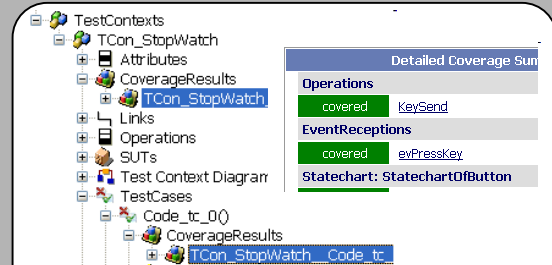 TestContexts
TCon_StopWatch
Attributes
CoverageResults
TCon_StopWatch_
Links
Operations
SUTs
Test Context Diagram
TestCases
Code_tc_0()
CoverageResults
TCon_StopWatch__Code_tc_
Detailed Coverage Sum
Operations
covered KeySend
EventReceptions
covered evPressKey
Statechart: StatechartOfButton